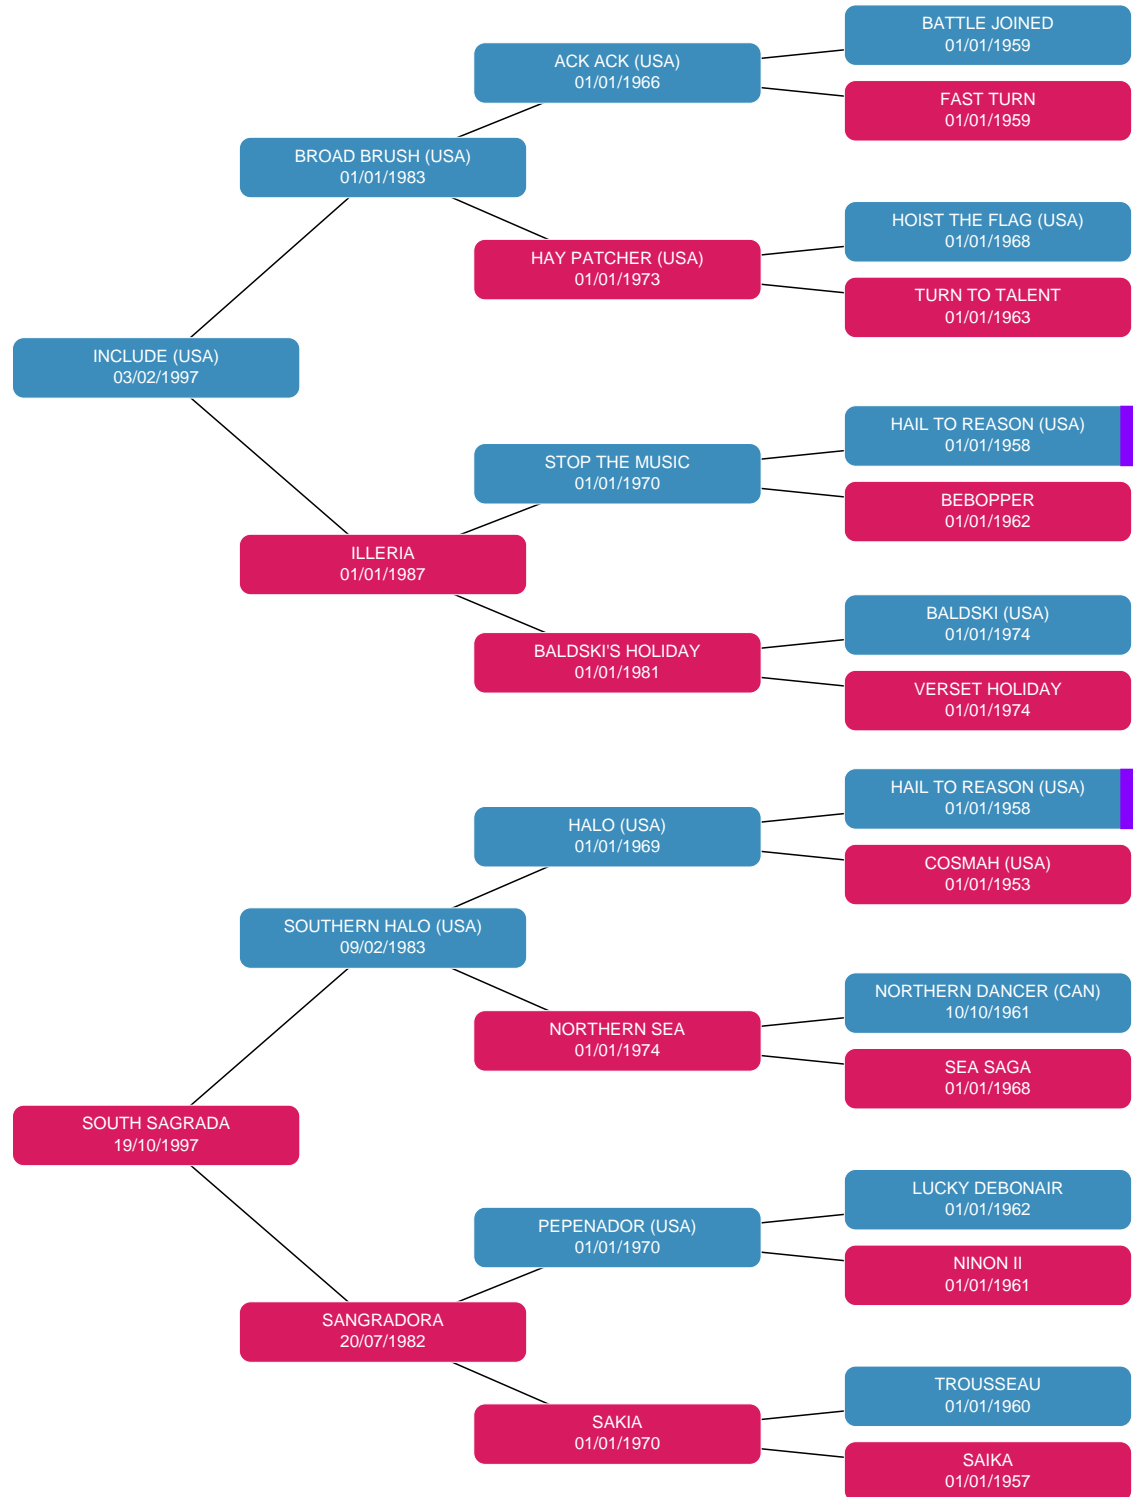 BATTLE JOINED
01/01/1959
ACK ACK (USA)
01/01/1966
FAST TURN
01/01/1959
BROAD BRUSH (USA)
01/01/1983
HOIST THE FLAG (USA)
01/01/1968
HAY PATCHER (USA)
01/01/1973
TURN TO TALENT
01/01/1963
INCLUDE (USA)
03/02/1997
HAIL TO REASON (USA)
01/01/1958
STOP THE MUSIC
01/01/1970
BEBOPPER
01/01/1962
ILLERIA
01/01/1987
BALDSKI (USA)
01/01/1974
BALDSKI'S HOLIDAY
01/01/1981
VERSET HOLIDAY
01/01/1974
HAIL TO REASON (USA)
01/01/1958
HALO (USA)
01/01/1969
COSMAH (USA)
01/01/1953
SOUTHERN HALO (USA)
09/02/1983
NORTHERN DANCER (CAN)
10/10/1961
NORTHERN SEA
01/01/1974
SEA SAGA
01/01/1968
SOUTH SAGRADA
19/10/1997
LUCKY DEBONAIR
01/01/1962
PEPENADOR (USA)
01/01/1970
NINON II
01/01/1961
SANGRADORA
20/07/1982
TROUSSEAU
01/01/1960
SAKIA
01/01/1970
SAIKA
01/01/1957